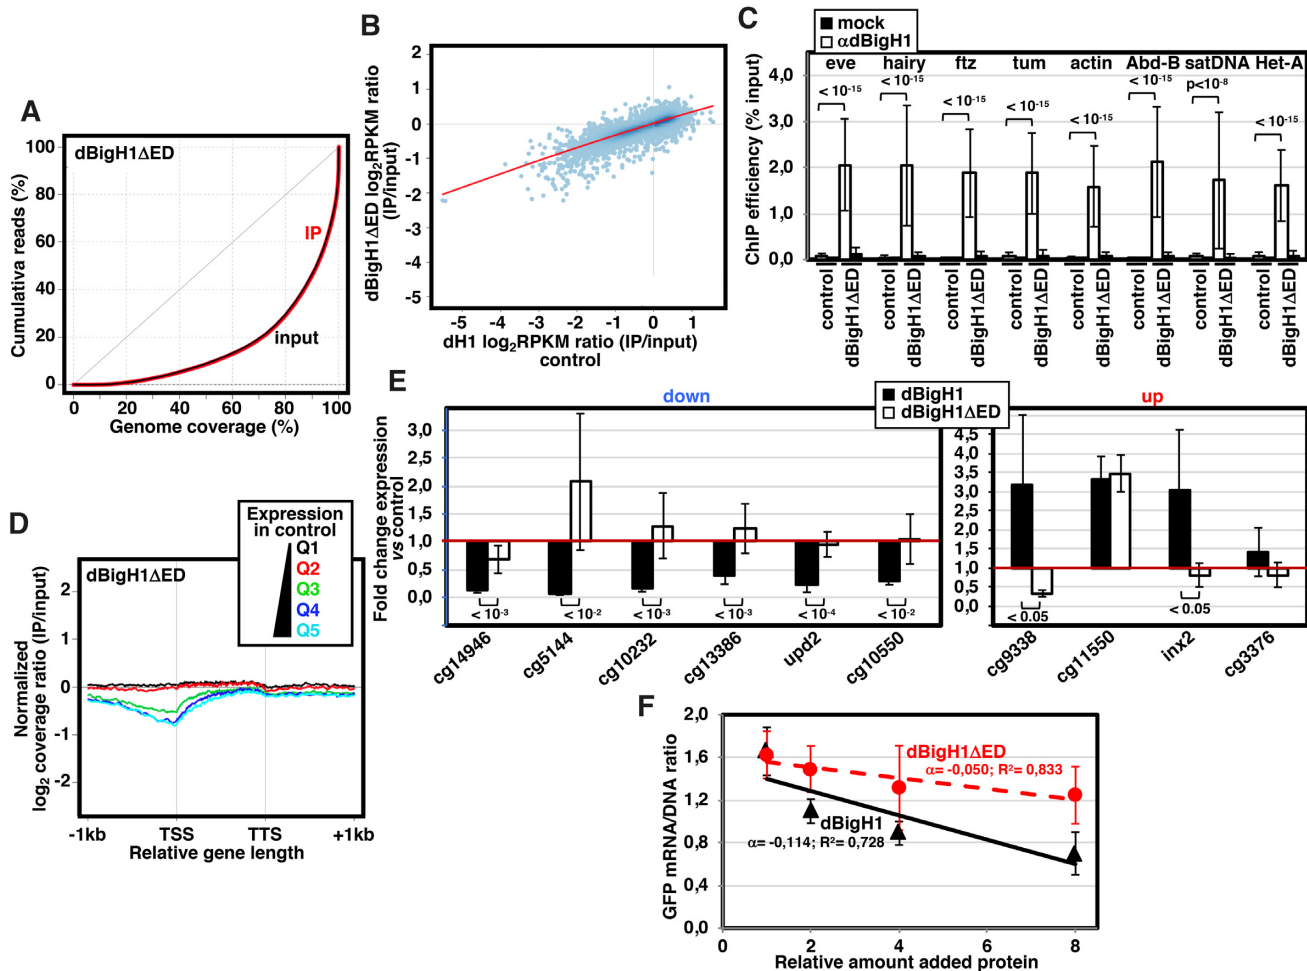 A
dBigH1ΔED
100
80
60
40
20
0
IP
input
0 20 40 60 80 100
Cumulativa reads (%)
Genome coverage (%)
B
2
1
0
-1
-2
-3
-4
-5
-5 -4 -3 -2 -1 0 1
dBigH1ΔED log2RPKM ratio
(IP/input)
dH1 log2RPKM ratio (IP/input)
control
C
mock
αdBigH1
eve hairy ftz tum actin Abd-B satDNA Het-A
4,0
3,0
2,0
1,0
0,0
< 10-15
< 10-15
< 10-15
< 10-15
< 10-15
< 10-15
p<10-8
< 10-15
ChIP efficiency (% input)
control
dBigH1ΔED
control
dBigH1ΔED
control
dBigH1ΔED
control
dBigH1ΔED
control
dBigH1ΔED
control
dBigH1ΔED
control
dBigH1ΔED
control
dBigH1ΔED
D
Expression
in control
Q1
Q2
Q3
Q4
Q5
dBigH1ΔED
2
1
0
-1
-2
Normalized
log2 coverage ratio (IP/input)
-1kb TSS TTS +1kb
Relative gene length
E
down
up
dBigH1
dBigH1ΔED
3,0
2,5
2,0
1,5
1,0
0,5
0,0
Fold change expression
vs control
< 10-3
< 10-2
< 10-3
< 10-3
< 10-4
< 10-2
cg14946
cg5144
cg10232
cg13386
upd2
cg10550
4,5
4,0
3,5
3,0
2,5
2,0
1,5
1,0
0,5
0,0
< 0.05
< 0.05
cg9338
cg11550
inx2
cg3376
F
2,0
1,6
1,2
0,8
0,4
0,0
GFP mRNA/DNA ratio
dBigH1ΔED
α= -0,050; R2= 0,833
dBigH1
α= -0,114; R2= 0,728
0 2 4 6 8
Relative amount added protein